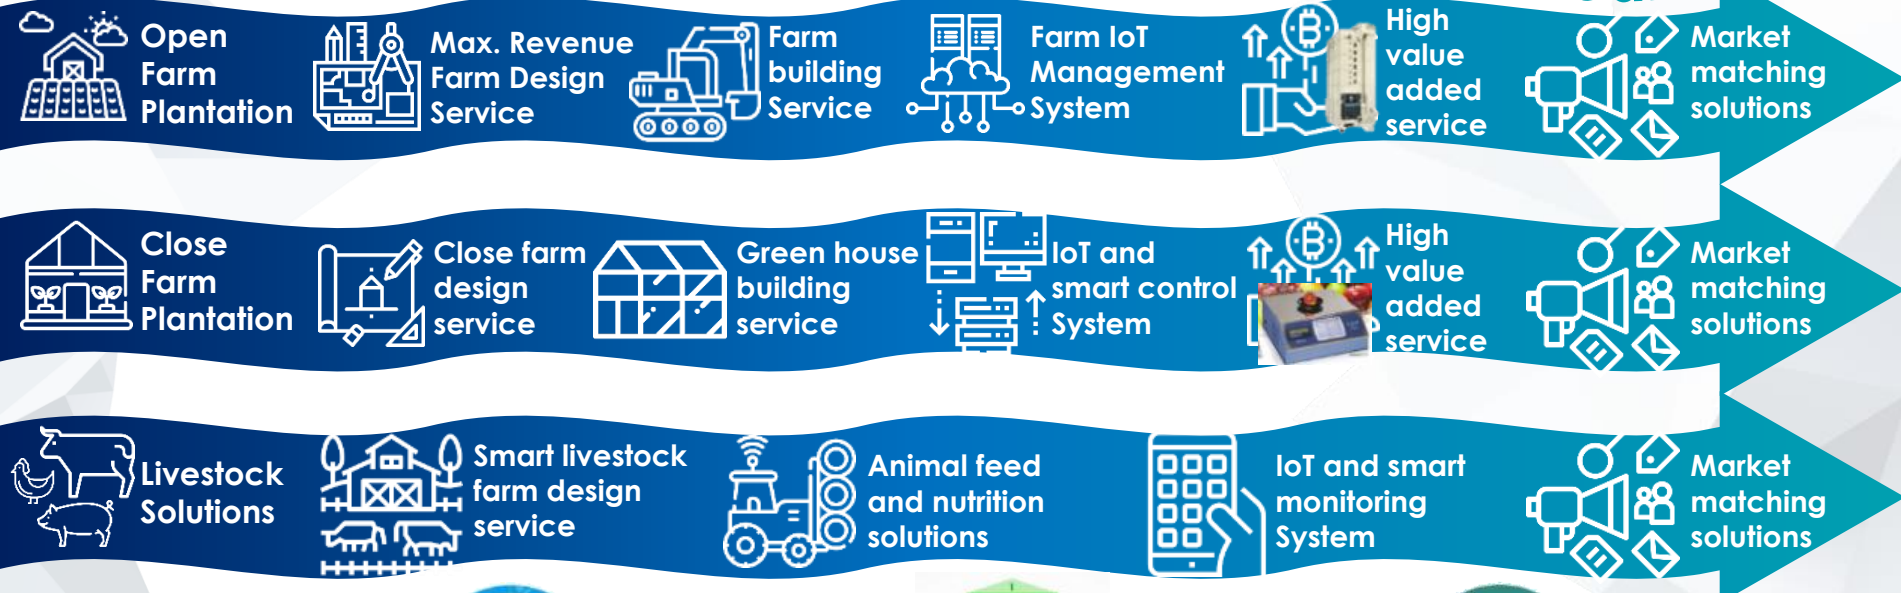 Open
Farm
Plantation
Max. Revenue
Farm Design
Service
Farm
building
Service
Farm IoT
Management
System
High
value
added
service
Market
matching
solutions
Close
Farm
Plantation
Close farm
design
service
Green house
building
service
IoT and
smart control
System
High
value
added
service
Market
matching
solutions
Livestock
Solutions
Smart livestock
farm design
service
Animal feed
and nutrition
solutions
IoT and smart
monitoring
System
Market
matching
solutions